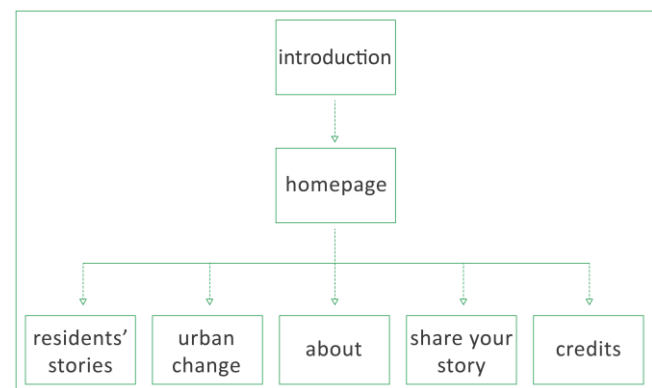 introduction
homepage
residents’
stories
urban
change
about
share your
story
credits